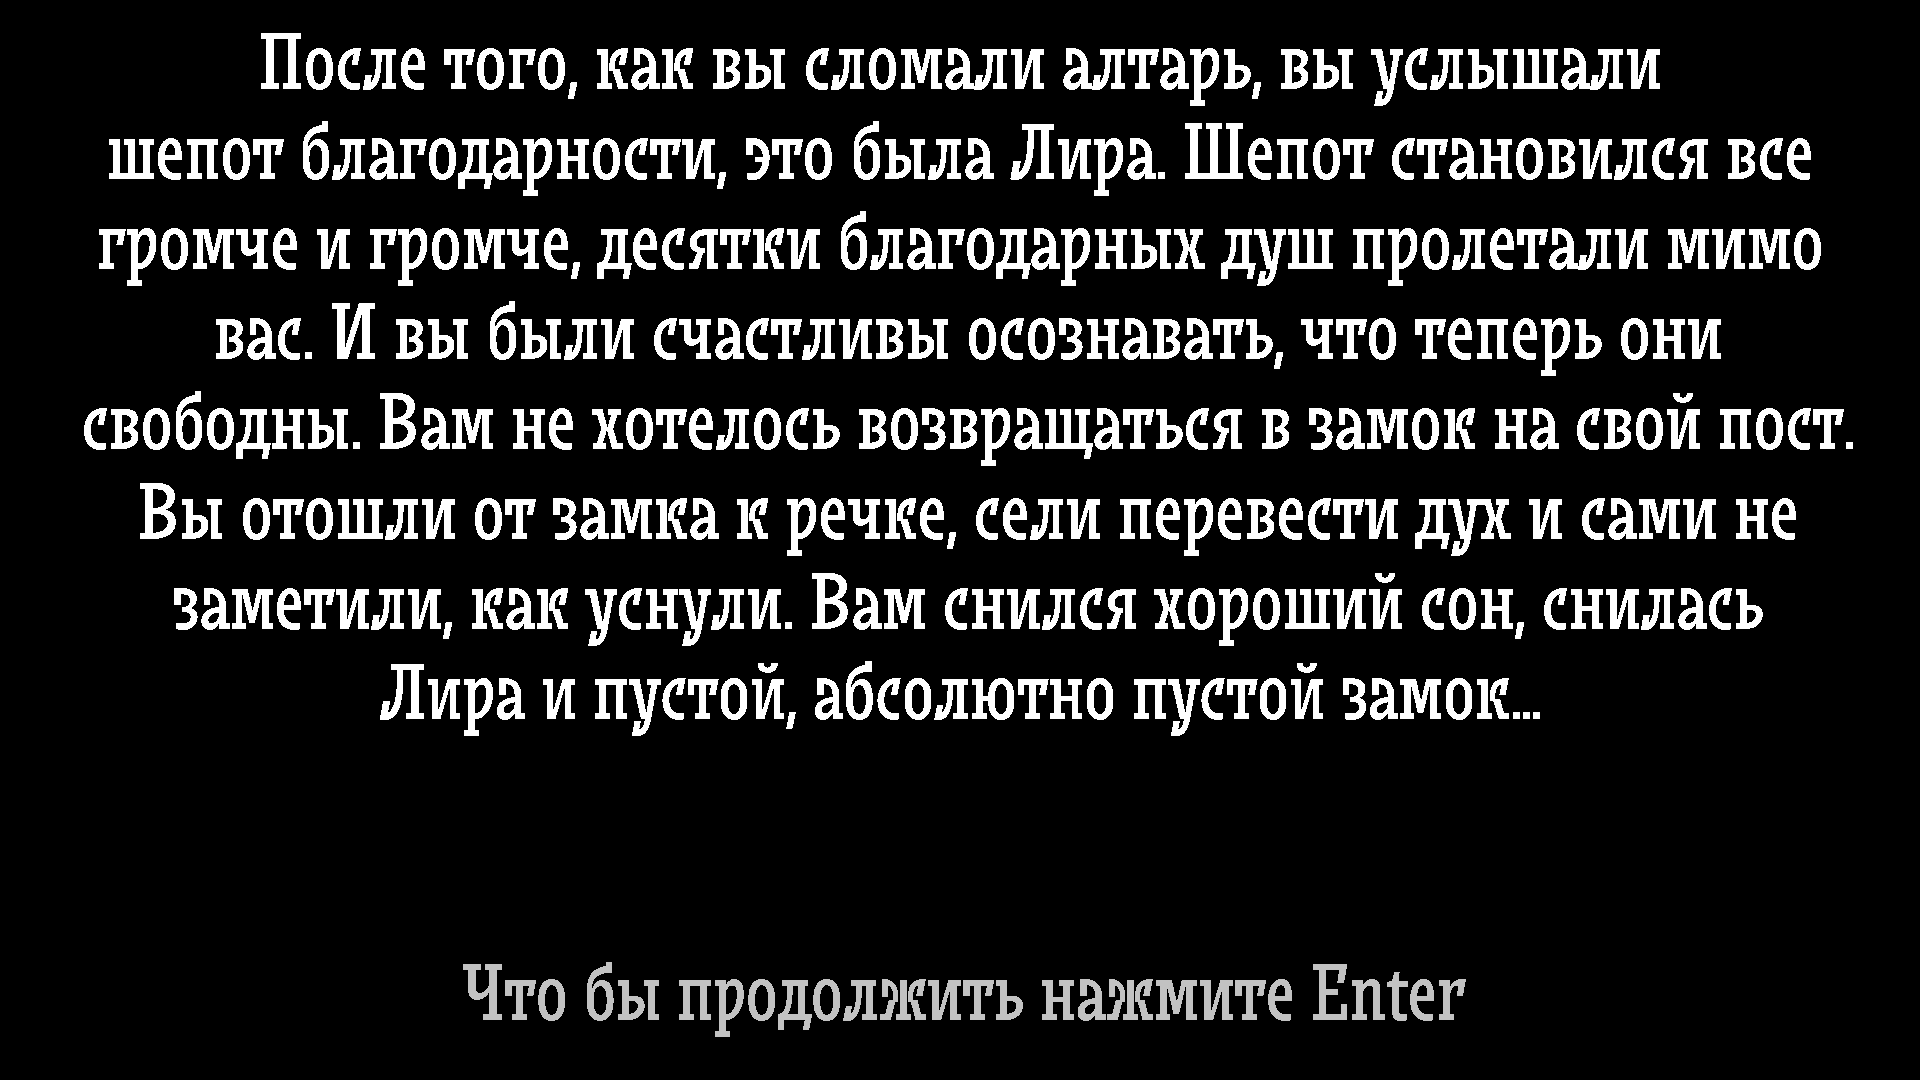 После того, как вы сломали алтарь, вы услышали
шепот благодарности, это была Лира. Шепот становился все
громче и громче, десятки благодарных душ пролетали мимо
вас. И вы были счастливы осознавать, что теперь они
свободны. Вам не хотелось возвращаться в замок на свой пост.
Вы отошли от замка к речке, сели перевести дух и сами не
заметили, как уснули. Вам снился хороший сон, снилась
Лира и пустой, абсолютно пустой замок...
Что бы продолжить нажмите Enter